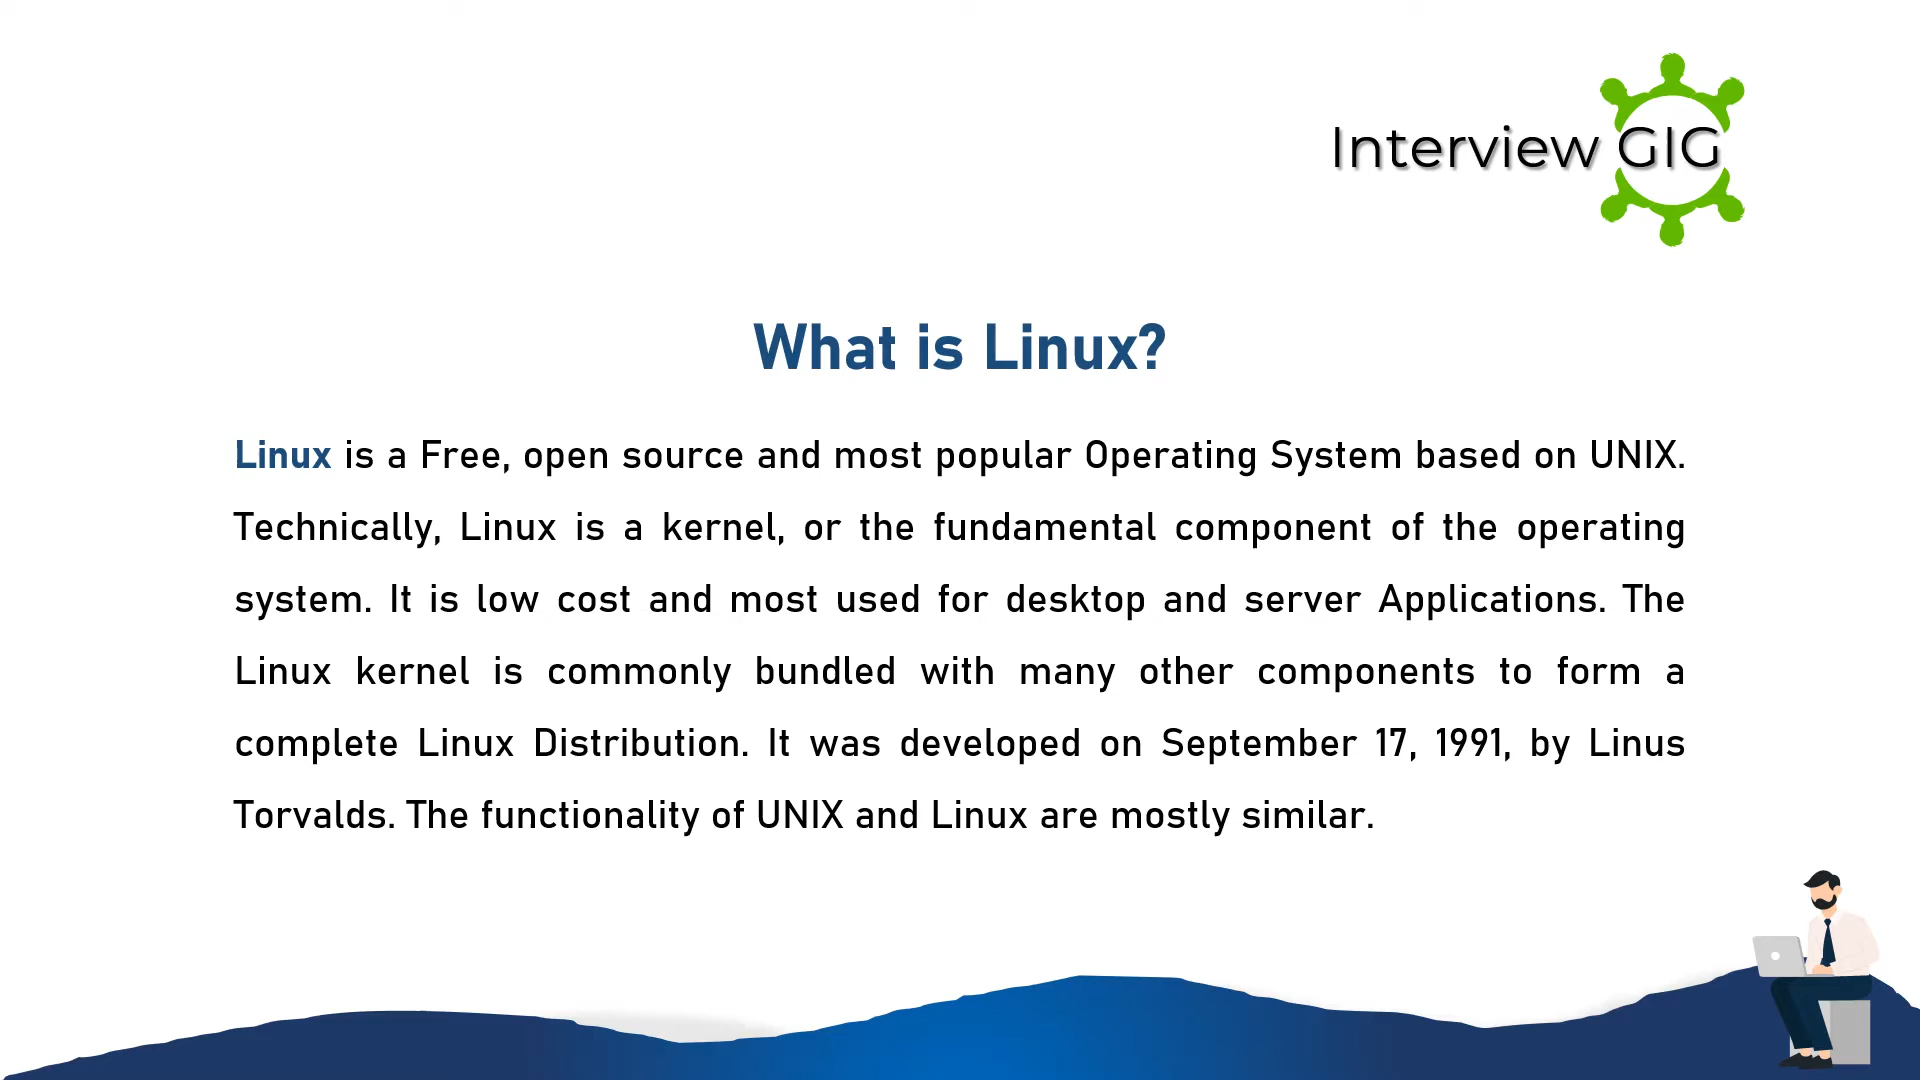 Interview GIG
What is Linux?
Linux is a Free, open source and most popular Operating System based on UNIX.
Technically, Linux is a kernel, or the fundamental component of the operating
system. It is low cost and most used for desktop and server Applications. The
Linux kernel is commonly bundled with many other components to form a
complete Linux Distribution. It was developed on September 17, 1991, by Linus
Torvalds. The functionality of UNIX and Linux are mostly similar.